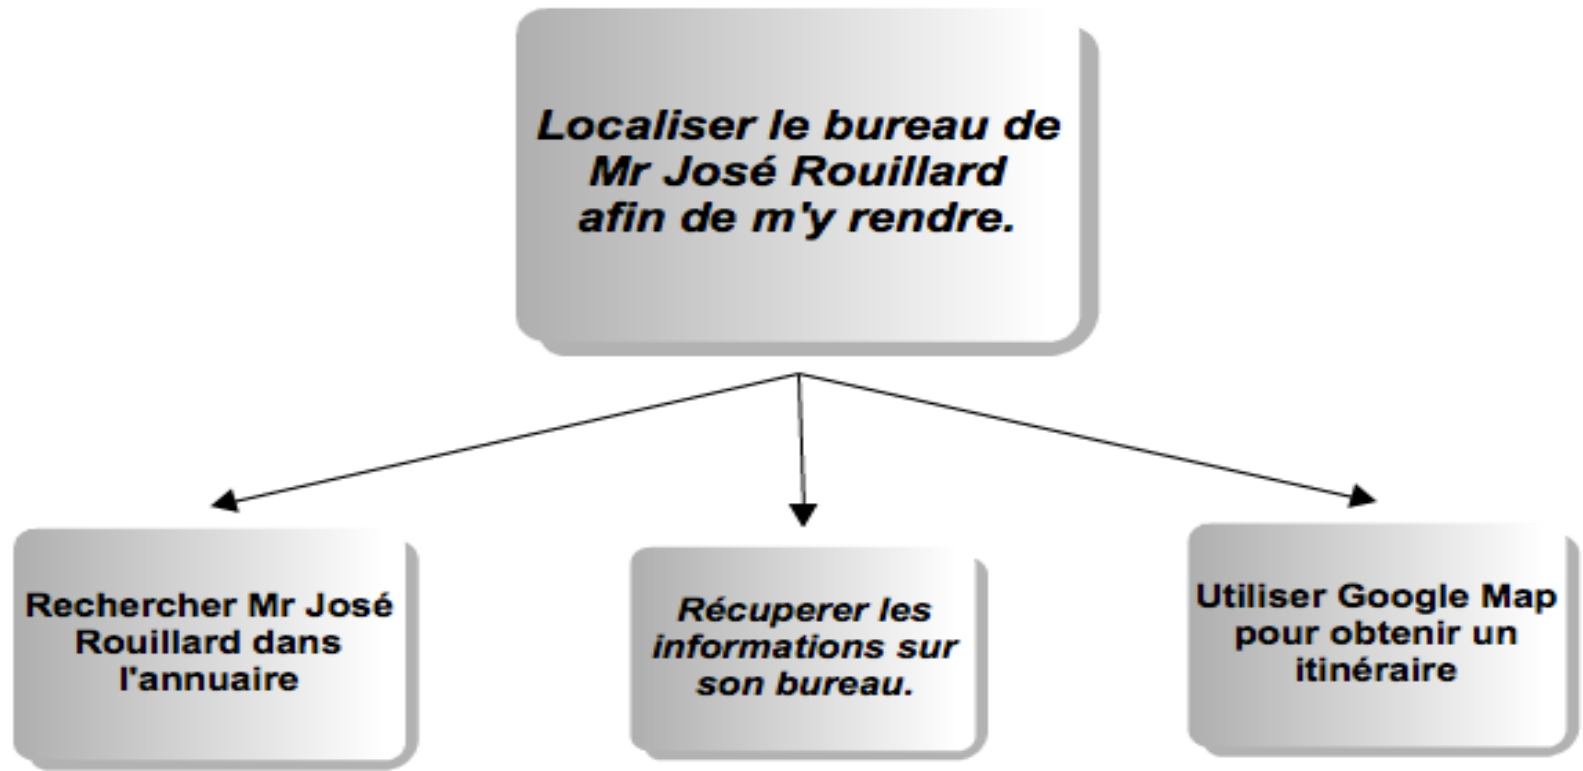 Localiser le bureau de
Mr José Rouillard
afin de m'y rendre.
Rechercher Mr José
Rouillard dans
l'annuaire
Récuperer les
informations sur
son bureau.
Utiliser Google Map
pour obtenir un
itinéraire